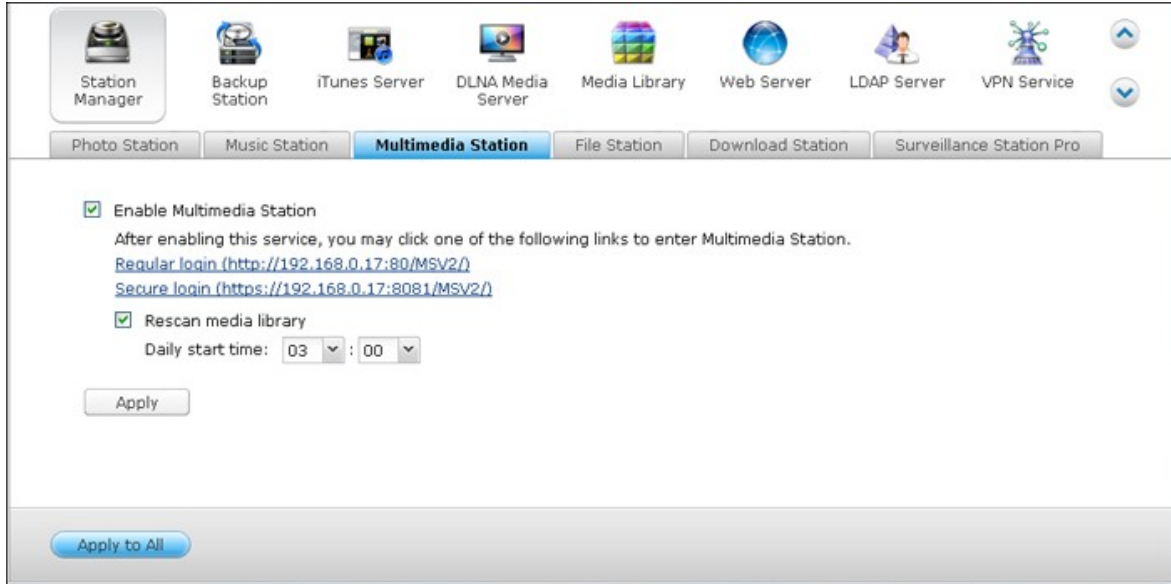 Station Manager
Backup Station
iTunes Server
DLNA Media Server
Media Library
Web Server
LDAP Server
VPN Service
Photo Station
Music Station
Multimedia Station
File Station
Download Station
Surveillance Station Pro
Enable Multimedia Station
After enabling this service, you may click one of the following links to enter Multimedia Station.
Regular login (http://192.168.0.17:80/MSV2/)
Secure login (https://192.168.0.17:8081/MSV2/)
Rescan media library
Daily start time: 03 : 00
Apply
Apply to All